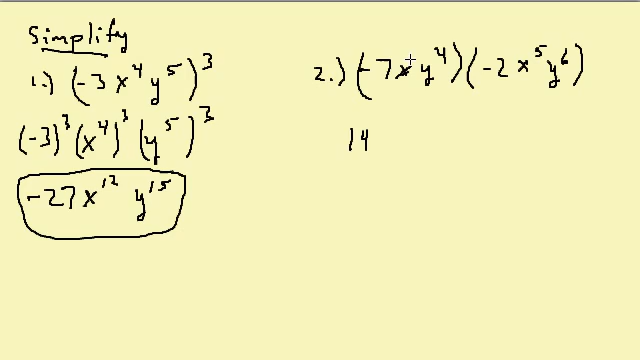 Simplify
1.) (-3x⁴y⁵)³
(-3)³(x⁴)³(y⁵)³
-27x¹²y¹⁵
2.) (-7xy⁴)(-2x⁵y⁶)
14